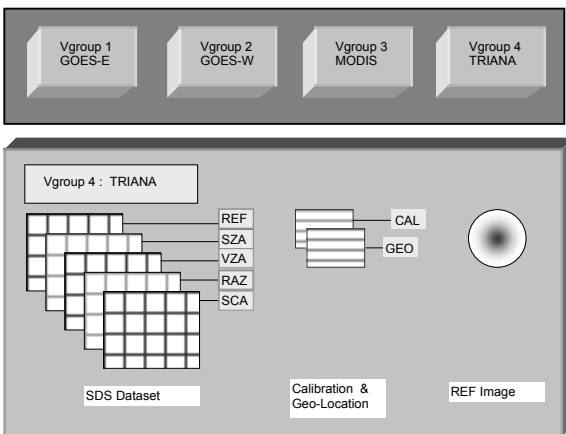 Vgroup 1
GOES-E
Vgroup 2
GOES-W
Vgroup 3
MODIS
Vgroup 4
TRIANA
Vgroup 4 : TRIANA
REF
SZA
VZA
RAZ
SCA
CAL
GEO
SDS Dataset
Calibration &
Geo-Location
REF Image